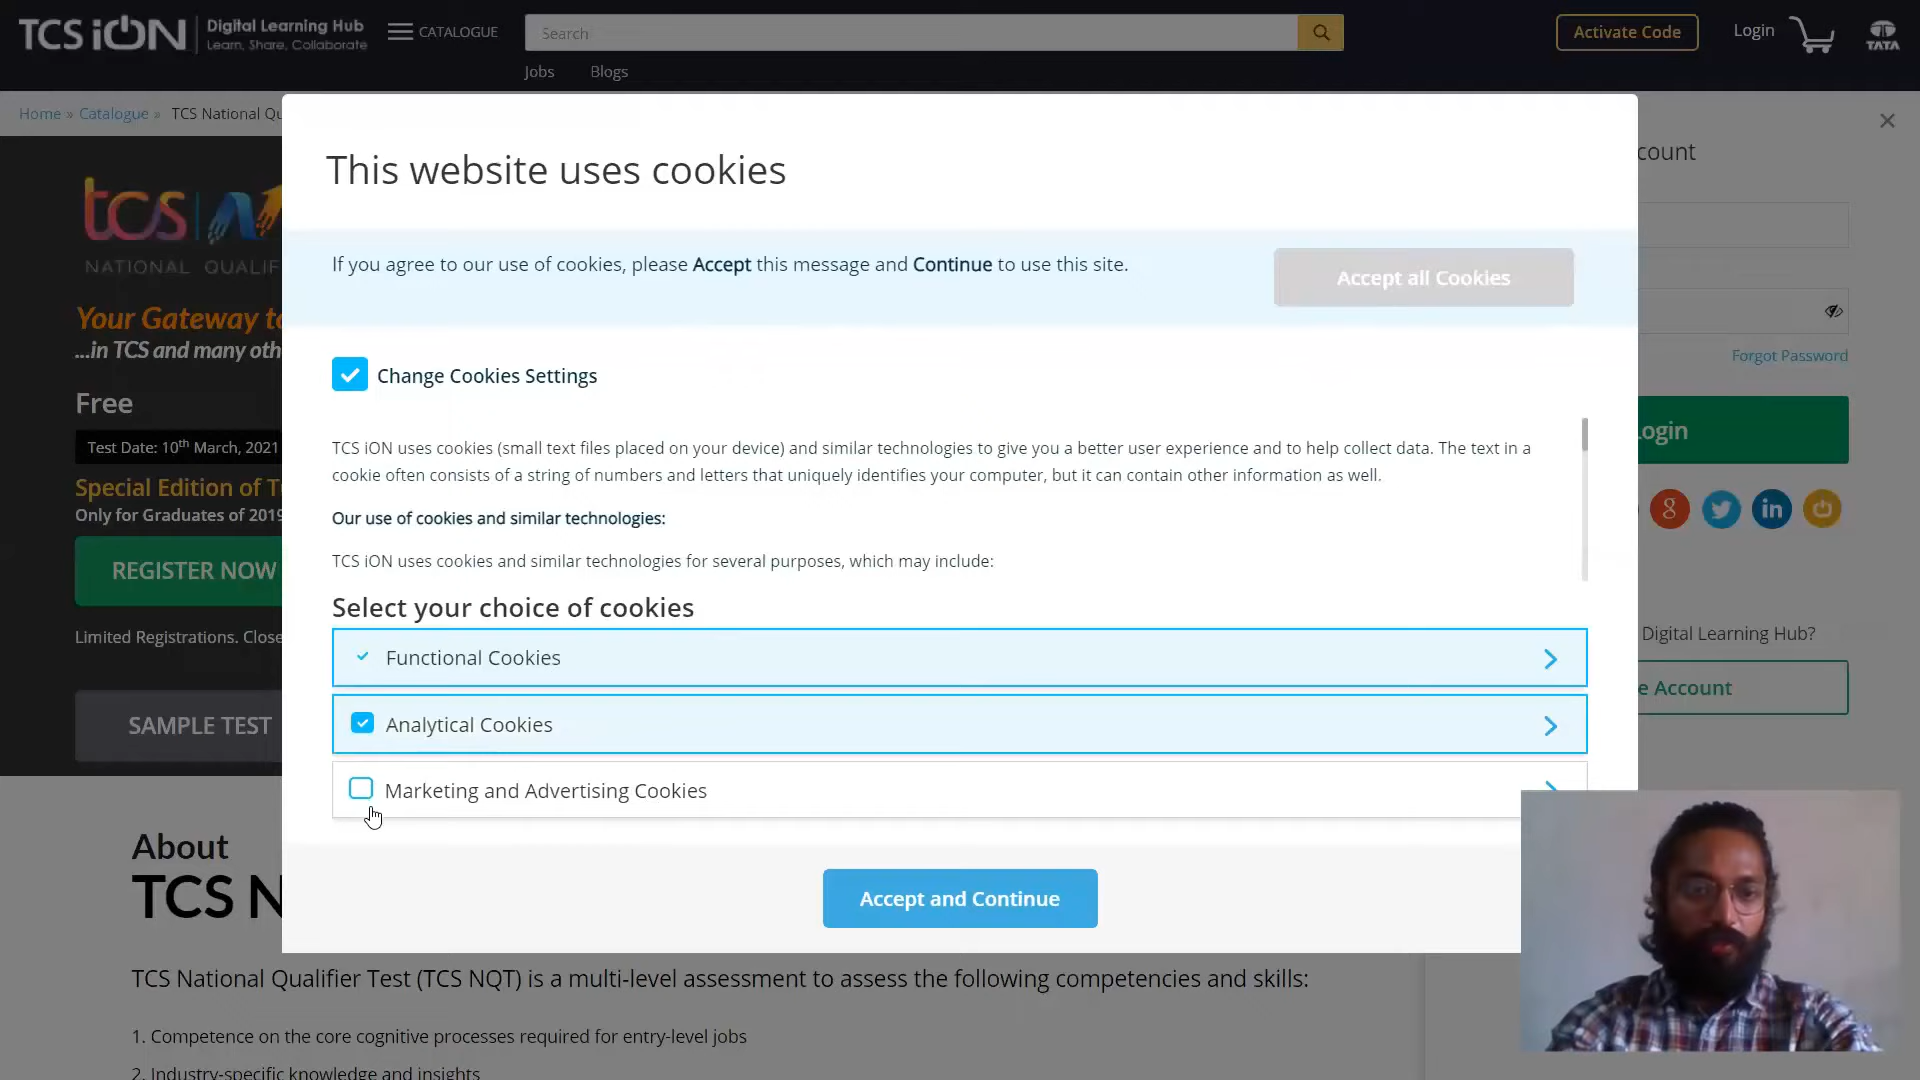 TCS iON
Digital Learning Hub
Learn, Share, Collaborate
CATALOGUE
Search
Activate Code
Login
TATA
Jobs
Blogs
Home » Catalogue » TCS National Qu
count
This website uses cookies
tcs
NATIONAL QUALIF
If you agree to our use of cookies, please Accept this message and Continue to use this site.
Accept all Cookies
Your Gateway to
...in TCS and many oth
Forgot Password
Change Cookies Settings
Free
Login
Test Date: 10th March, 2021
TCS iON uses cookies (small text files placed on your device) and similar technologies to give you a better user experience and to help collect data. The text in a
cookie often consists of a string of numbers and letters that uniquely identifies your computer, but it can contain other information as well.
Special Edition of T
Only for Graduates of 2019
Our use of cookies and similar technologies:
TCS iON uses cookies and similar technologies for several purposes, which may include:
REGISTER NOW
Select your choice of cookies
Limited Registrations. Close
Digital Learning Hub?
Functional Cookies
e Account
Analytical Cookies
SAMPLE TEST
Marketing and Advertising Cookies
About
TCS N
Accept and Continue
TCS National Qualifier Test (TCS NQT) is a multi-level assessment to assess the following competencies and skills:
1. Competence on the core cognitive processes required for entry-level jobs
2. Industry-specific knowledge and insights